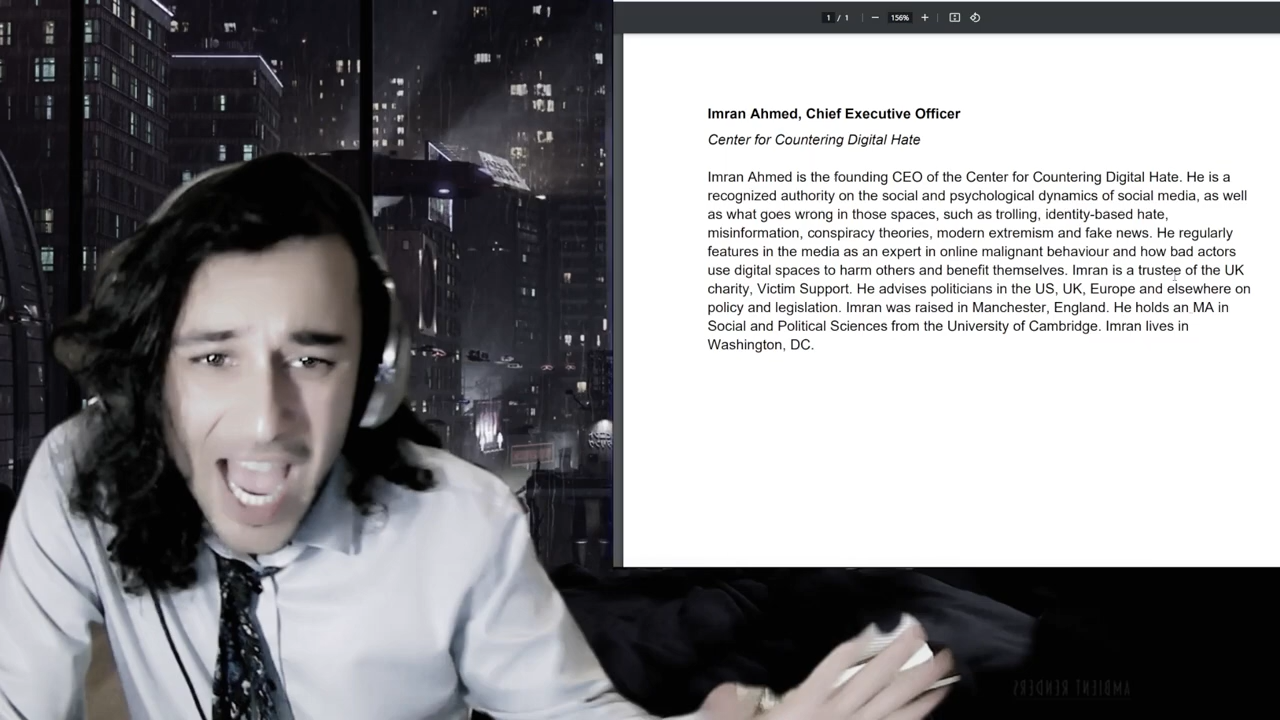 1 / 1
156%
Imran Ahmed, Chief Executive Officer
Center for Countering Digital Hate
Imran Ahmed is the founding CEO of the Center for Countering Digital Hate. He is a
recognized authority on the social and psychological dynamics of social media, as well
as what goes wrong in those spaces, such as trolling, identity-based hate,
misinformation, conspiracy theories, modern extremism and fake news. He regularly
features in the media as an expert in online malignant behaviour and how bad actors
use digital spaces to harm others and benefit themselves. Imran is a trustee of the UK
charity, Victim Support. He advises politicians in the US, UK, Europe and elsewhere on
policy and legislation. Imran was raised in Manchester, England. He holds an MA in
Social and Political Sciences from the University of Cambridge. Imran lives in
Washington, DC.
AMBIENT RENDERS